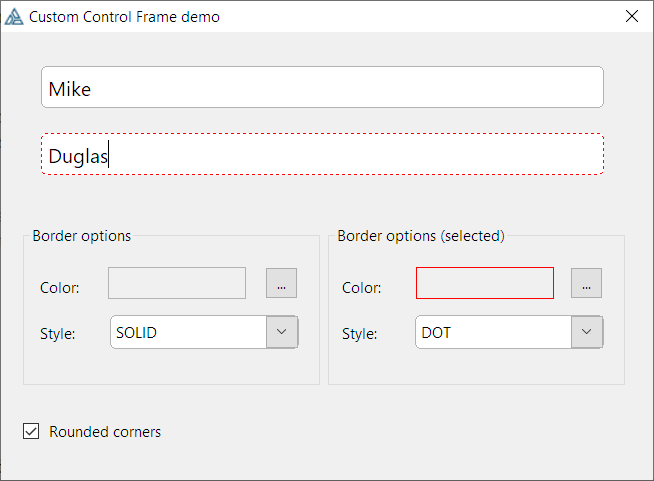 Custom Control Frame demo
Mike
Duglas
Border options
Border options (selected)
Color:
...
Color:
...
Style:
SOLID
Style:
DOT
Rounded corners